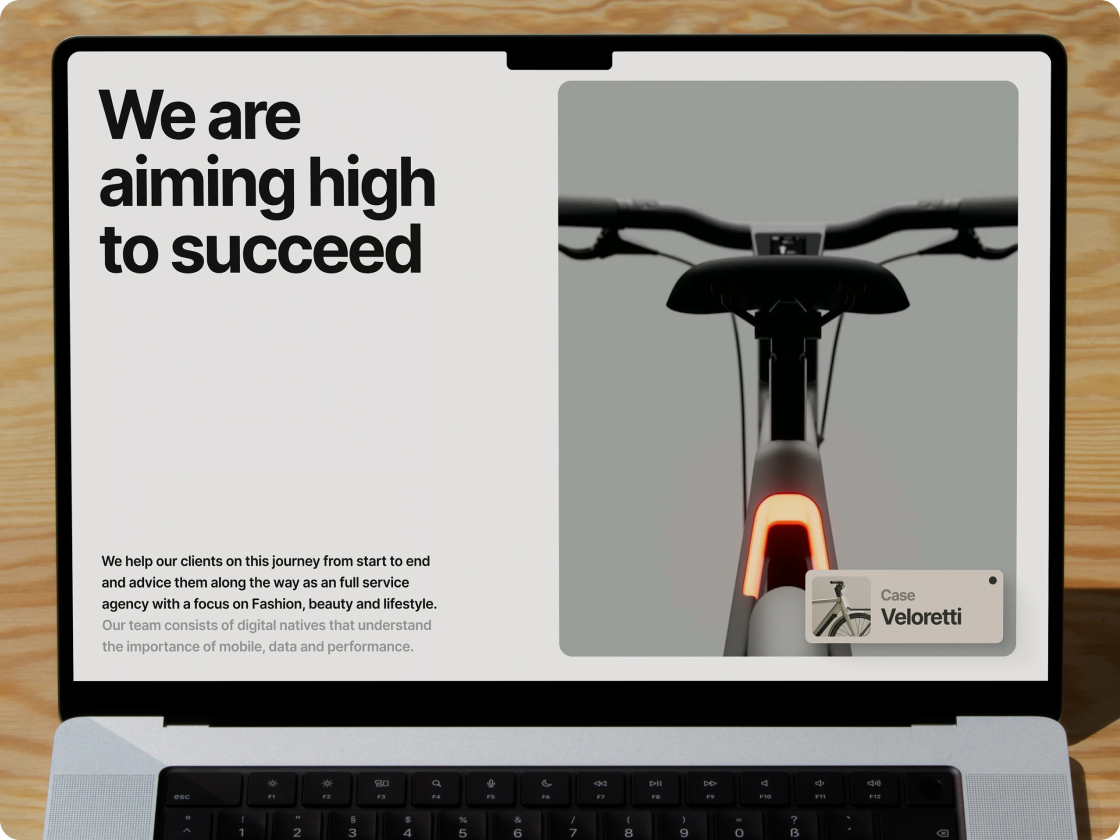 We are
aiming high
to succeed
We help our clients on this journey from start to end
and advice them along the way as an full service
agency with a focus on Fashion, beauty and lifestyle.
Our team consists of digital natives that understand
the importance of mobile, data and performance.
Case
Veloretti
esc
F1
F2
F3
F4
F5
F6
F7
F8
F9
F10
F11
F12
° ! " § $ % & / ( ) = ? `
^ 1 2 3 4 5 6 7 8 9 0 ß ´